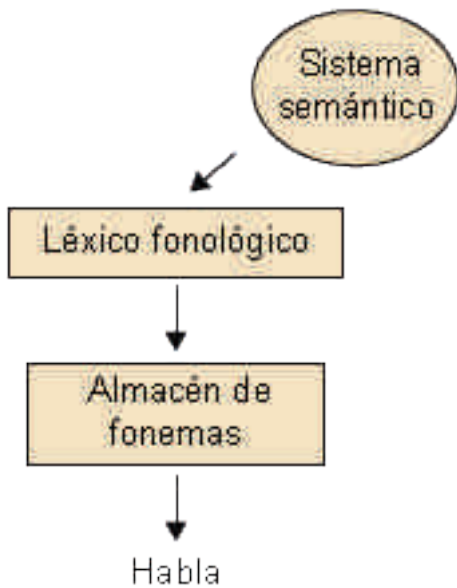 Sistema
semántico
Léxico fonológico
Almacén de
fonemas
Habla